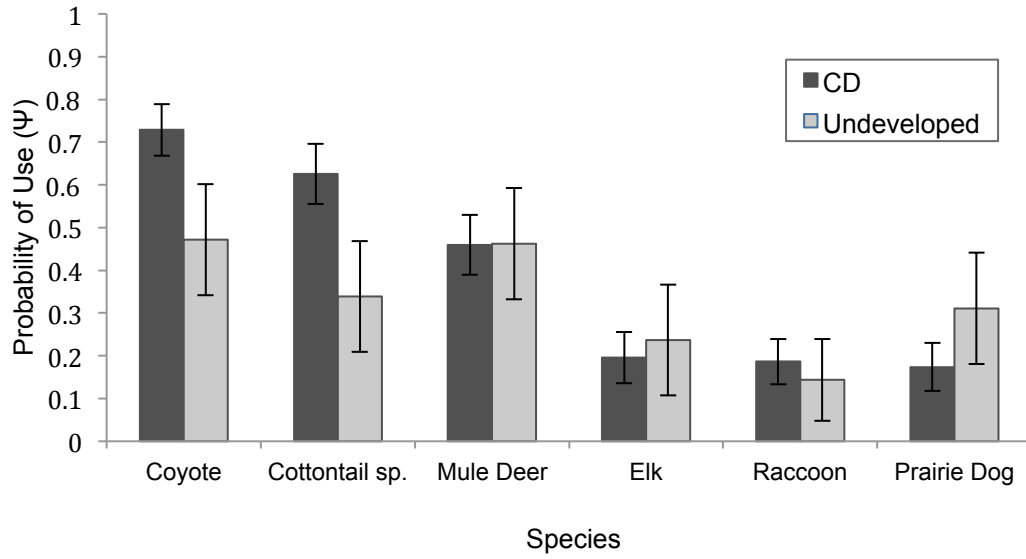 1
0.9
0.8
0.7
0.6
0.5
0.4
0.3
0.2
0.1
0
Probability of Use (Ψ)
CD
Undeveloped
Coyote Cottontail sp. Mule Deer Elk Raccoon Prairie Dog
Species